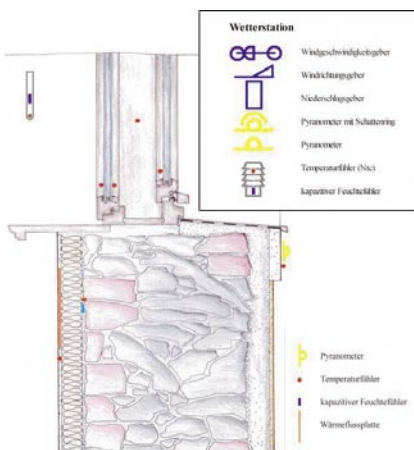 Wetterstation
Windgeschwindigkeitsgeber
Windrichtungsgeber
Niederschlagsgeber
Pyranometer mit Schattenring
Pyranometer
Temperaturfühler (Ntc)
kapazitiver Feuchtefühler
Pyranometer
Temperaturfühler
kapazitiver Feuchtefühler
Wärmeflussplatte